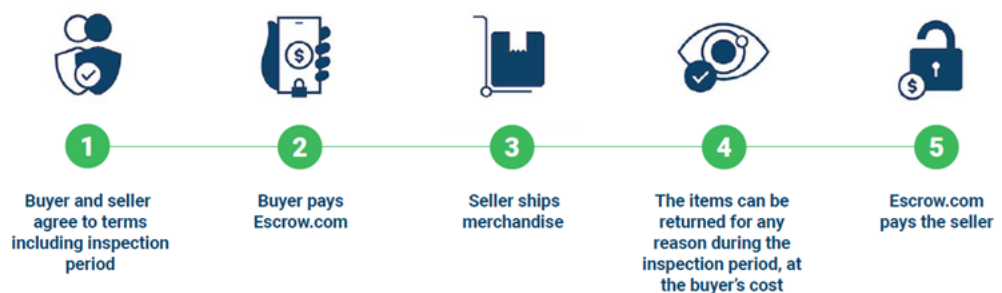 1
Buyer and seller
agree to terms
including inspection
period
2
Buyer pays
Escrow.com
3
Seller ships
merchandise
4
The items can be
returned for any
reason during the
inspection period, at
the buyer's cost
5
Escrow.com
pays the seller
$
$